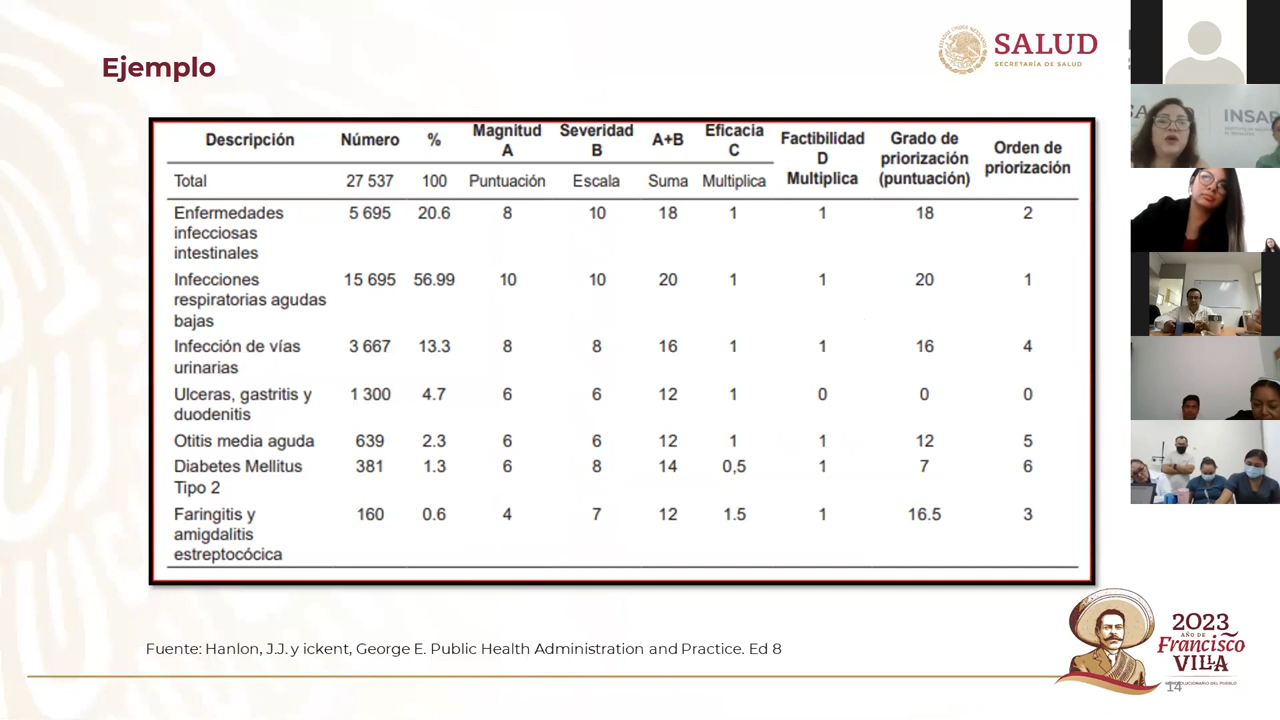 Ejemplo
SALUD
SECRETARÍA DE SALUD
Descripción Número % Magnitud A Severidad B A+B Eficacia C Factibilidad D Multiplica Grado de priorización (puntuación) Orden de priorización
Total 27 537 100 Puntuación Escala Suma Multiplica
Enfermedades infecciosas intestinales 5 695 20.6 8 10 18 1 1 18 2
Infecciones respiratorias agudas bajas 15 695 56.99 10 10 20 1 1 20 1
Infección de vías urinarias 3 667 13.3 8 8 16 1 1 16 4
Ulceras, gastritis y duodenitis 1 300 4.7 6 6 12 1 0 0 0
Otitis media aguda 639 2.3 6 6 12 1 1 12 5
Diabetes Mellitus Tipo 2 381 1.3 6 8 14 0,5 1 7 6
Faringitis y amigdalitis estreptocócica 160 0.6 4 7 12 1.5 1 16.5 3
Fuente: Hanlon, J.J. y ickent, George E. Public Health Administration and Practice. Ed 8
2023
AÑO DE
Francisco
VILLA
14
INSAB